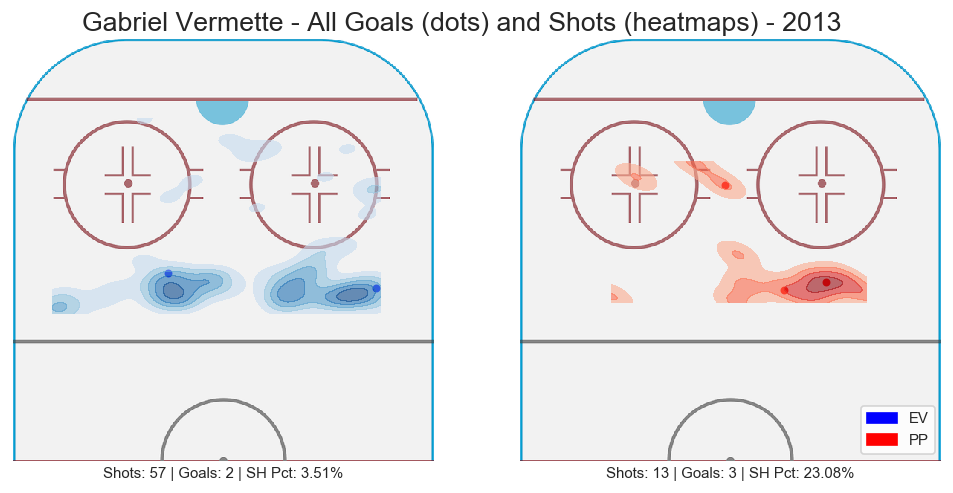 Gabriel Vermette - All Goals (dots) and Shots (heatmaps) - 2013
EV
PP
Shots: 57 | Goals: 2 | SH Pct: 3.51%
Shots: 13 | Goals: 3 | SH Pct: 23.08%